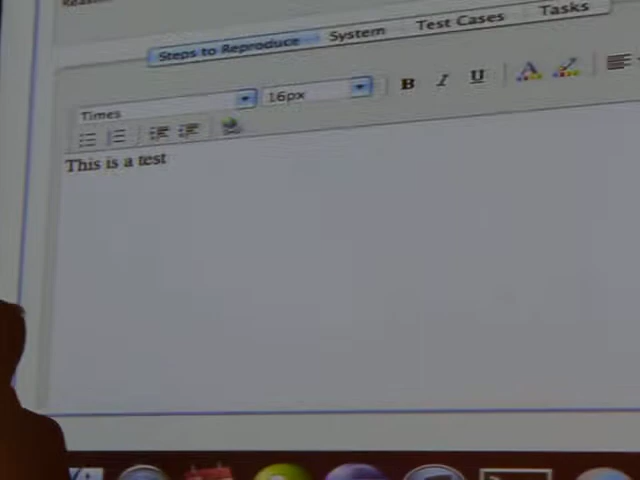 Steps to Reproduce System Test Cases Tasks
Times 16px B I U A
This is a test